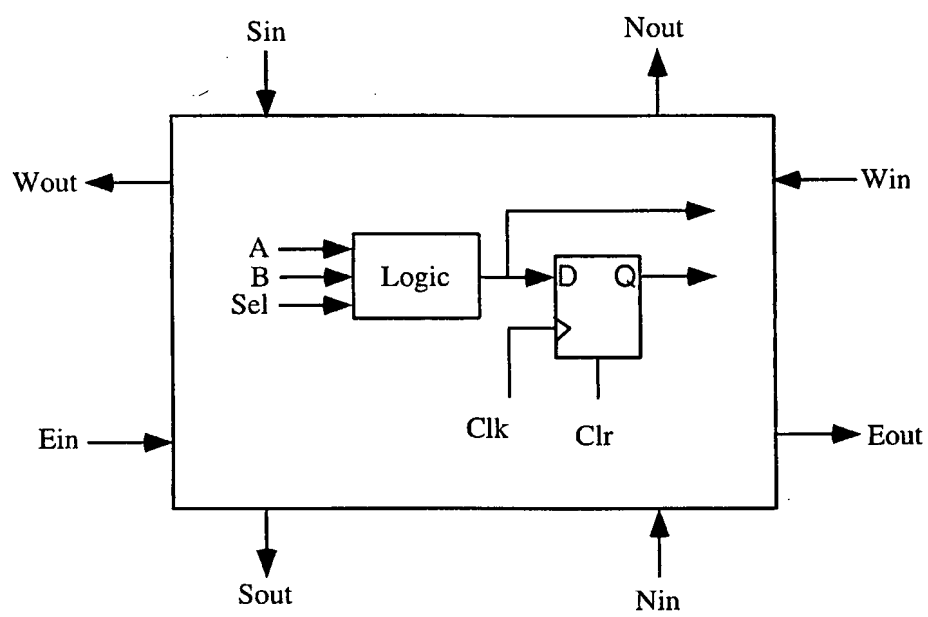 Sin
Nout
Wout
Win
A
B
Sel
Logic
D
Q
Clk
Clr
Ein
Eout
Sout
Nin